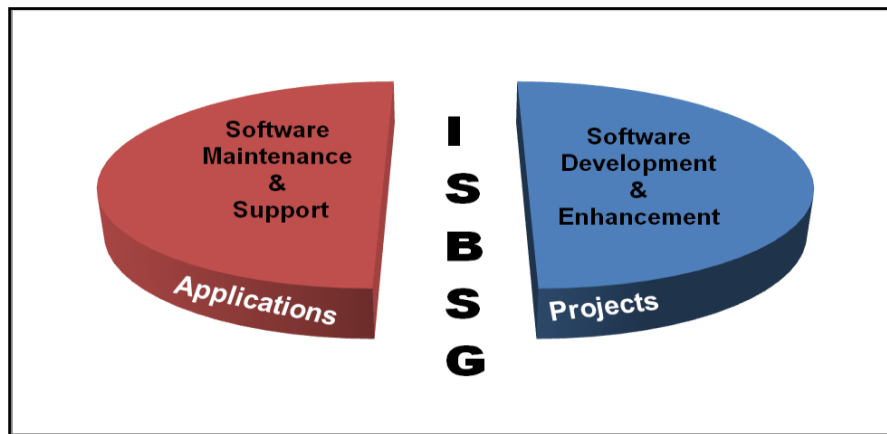 Software
Maintenance
&
Support
Applications
I
S
B
S
G
Software
Development
&
Enhancement
Projects